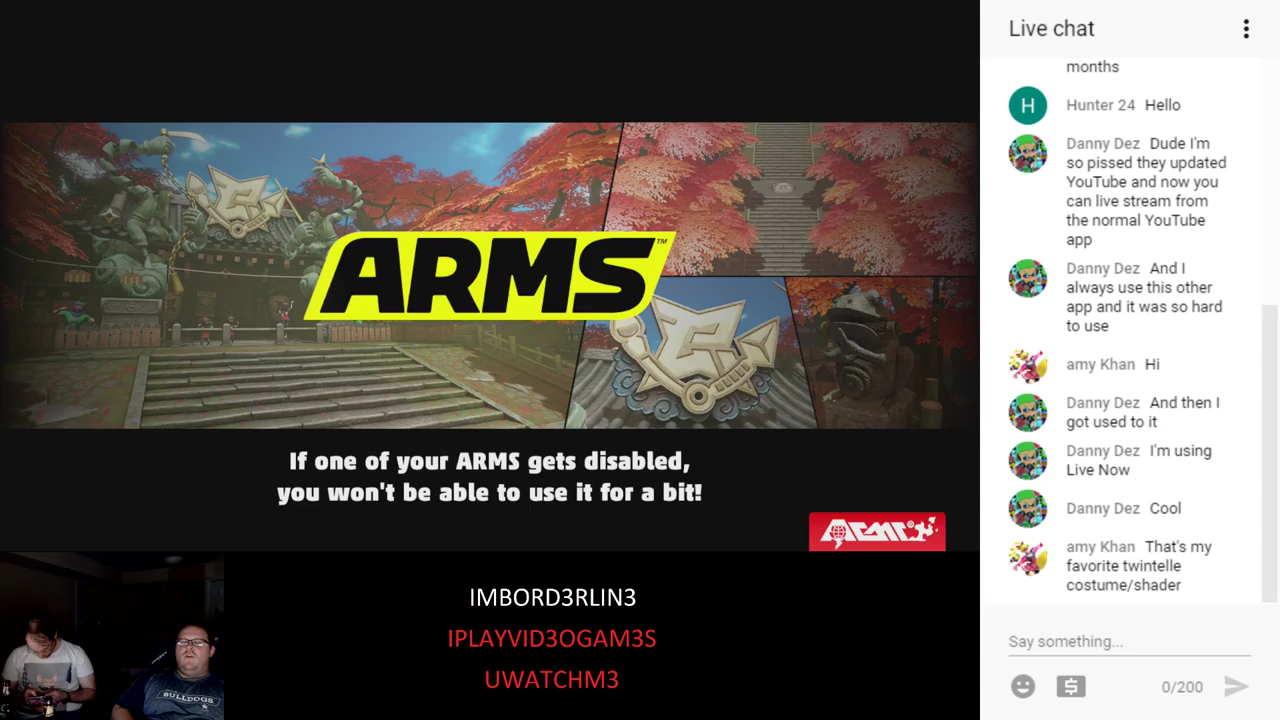 ARMS™
If one of your ARMS gets disabled,
you won't be able to use it for a bit!
IMBORD3RLIN3
IPLAYVID3OGAM3S
UWATCHM3
BULLDOGS
Live chat
months
H
Hunter 24 Hello
Danny Dez Dude I'm
so pissed they updated
YouTube and now you
can live stream from
the normal YouTube
app
Danny Dez And I
always use this other
app and it was so hard
to use
amy Khan Hi
Danny Dez And then I
got used to it
Danny Dez I'm using
Live Now
Danny Dez Cool
amy Khan That's my
favorite twintelle
costume/shader
Say something...
0/200